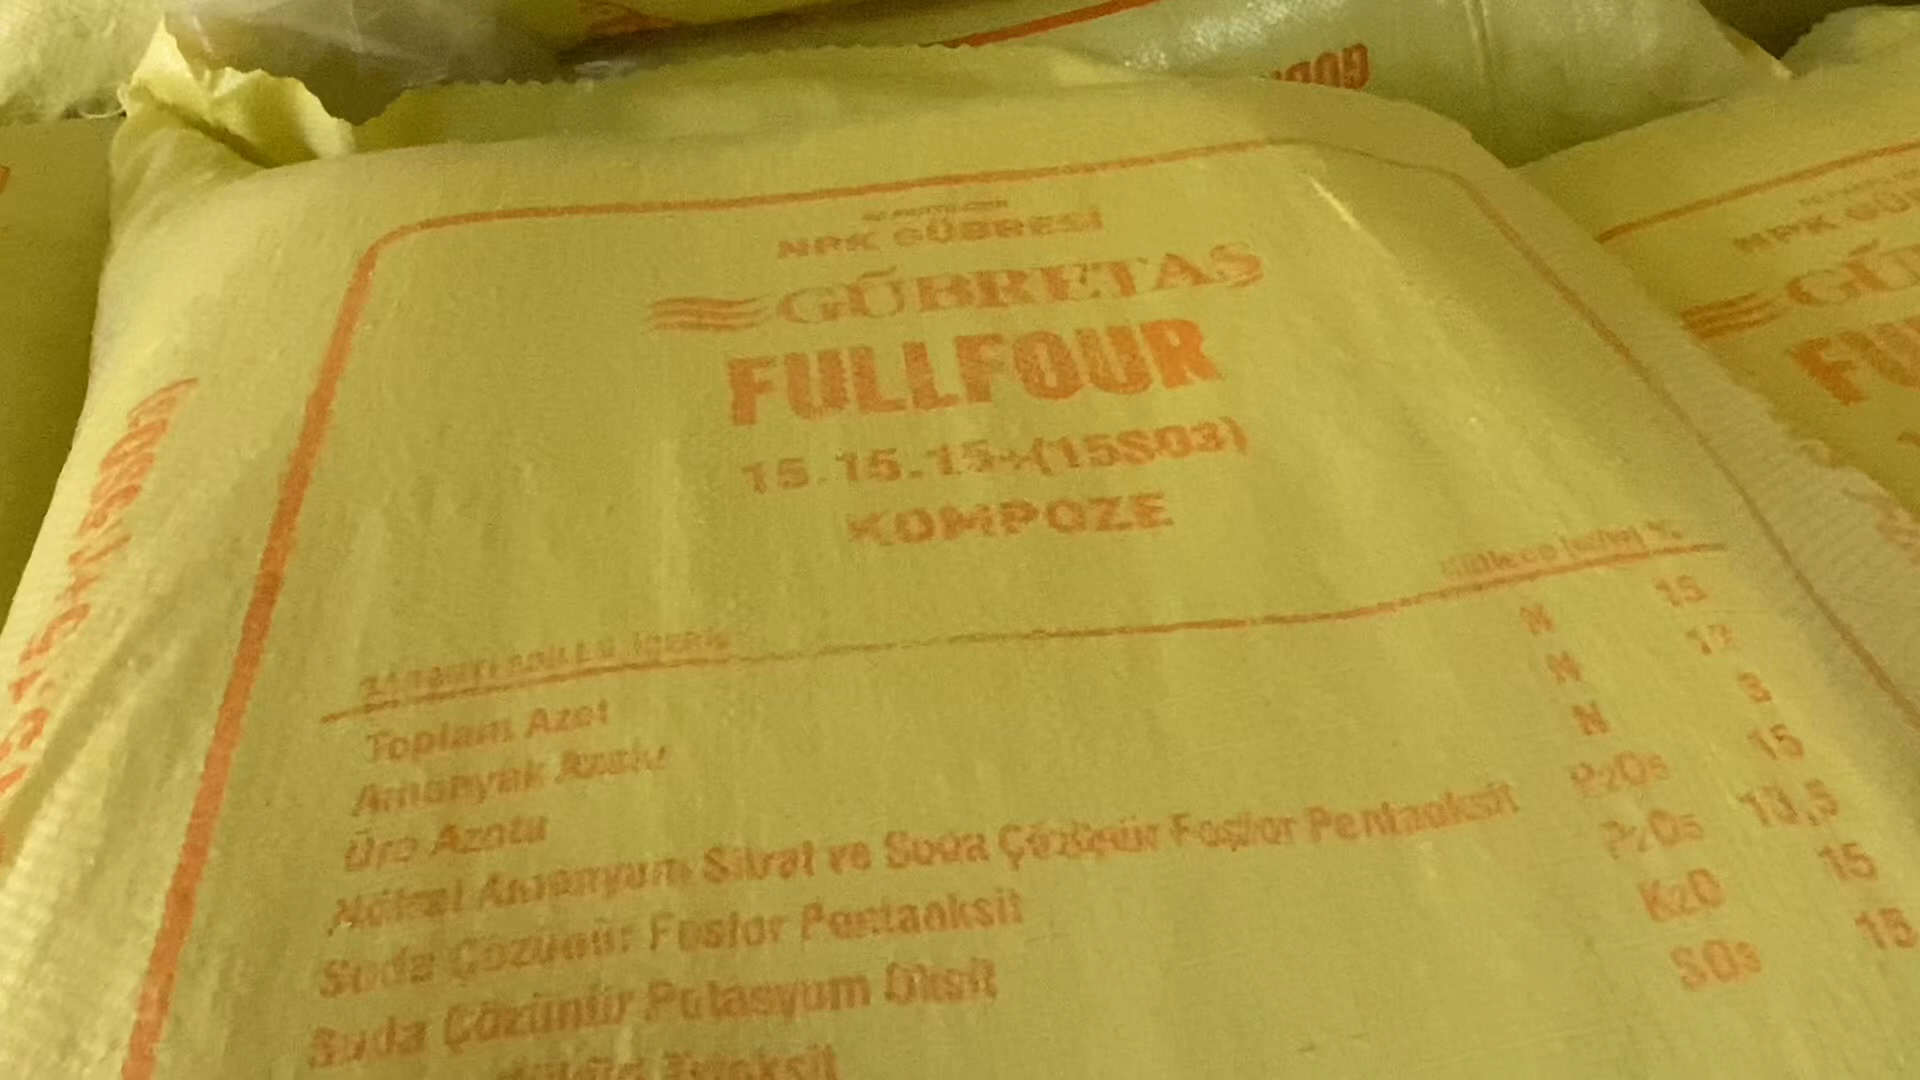 NPK GÜBRESİ
GÜBRETAŞ
FULLFOUR
15.15.15+(15SO3)
KOMPOZE
Toplam Azot N 15
Amonyak Azotu N 12
Üre Azotu N 3
Nötral Amonyum Sitrat ve Suda Çözünür Fosfor Pentaoksit P2O5 15
Suda Çözünür Fosfor Pentaoksit P2O5 13,5
Suda Çözünür Potasyum Oksit K2O 15
SO3 15
NPK